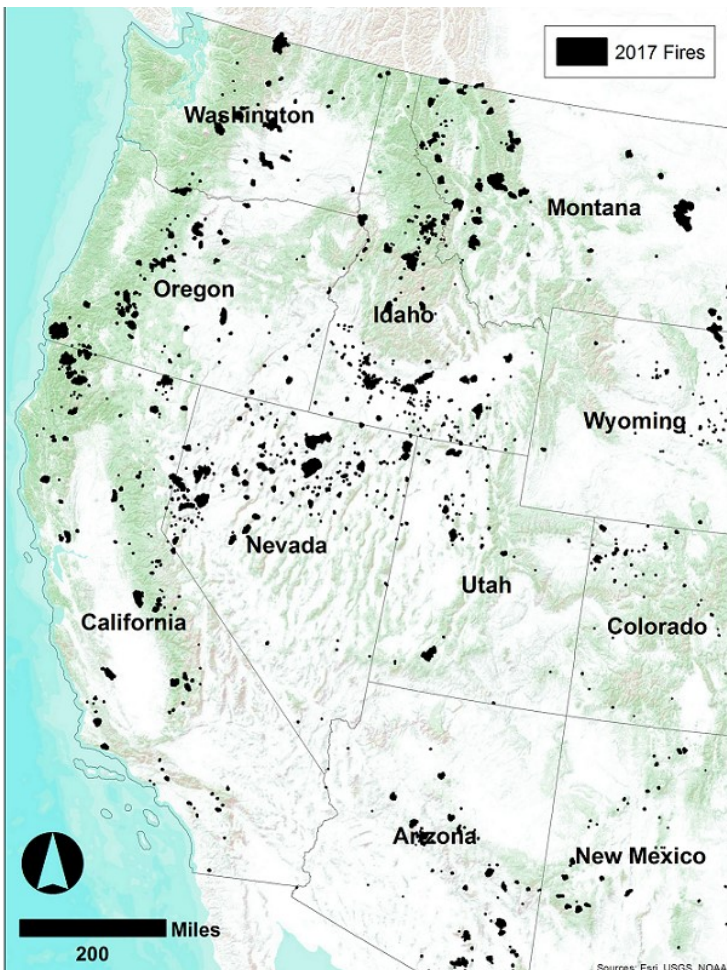 2017 Fires
Washington
Montana
Oregon
Idaho
Wyoming
Nevada
Utah
California
Colorado
Arizona
New Mexico
Miles
200
Sources: Esri, USGS, NOAA